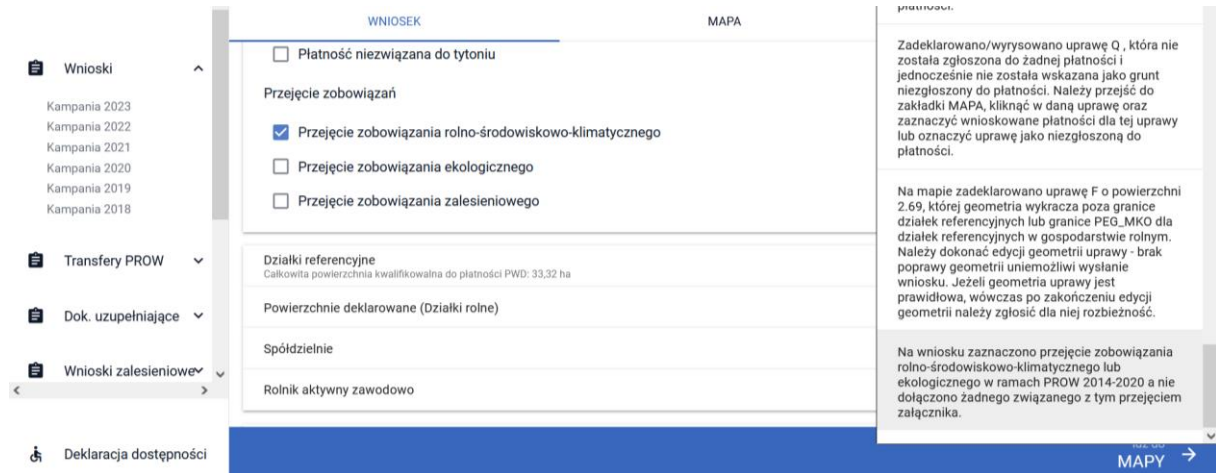 WNIOSEK
MAPA
Wnioski
Kampania 2023
Kampania 2022
Kampania 2021
Kampania 2020
Kampania 2019
Kampania 2018
Transfery PROW
Dok. uzupełniające
Wnioski zalesieniowe
Deklaracja dostępności
Płatność niezwiązana do tytoniu
Przejęcie zobowiązań
Przejęcie zobowiązania rolno-środowiskowo-klimatycznego
Przejęcie zobowiązania ekologicznego
Przejęcie zobowiązania zalesieniowego
Działki referencyjne
Całkowita powierzchnia kwalifikowalna do płatności PWD: 33,32 ha
Powierzchnie deklarowane (Działki rolne)
Spółdzielnie
Rolnik aktywny zawodowo
płatności.
Zadeklarowano/wyrysowano uprawę Q , która nie
została zgłoszona do żadnej płatności i
jednocześnie nie została wskazana jako grunt
niezgłoszony do płatności. Należy przejść do
zakładki MAPA, kliknąć w daną uprawę oraz
zaznaczyć wnioskowane płatności dla tej uprawy
lub oznaczyć uprawę jako niezgłoszoną do
płatności.
Na mapie zadeklarowano uprawę F o powierzchni
2.69, której geometria wykracza poza granice
działek referencyjnych lub granice PEG_MKO dla
działek referencyjnych w gospodarstwie rolnym.
Należy dokonać edycji geometrii uprawy - brak
poprawy geometrii uniemożliwi wysłanie
wniosku. Jeżeli geometria uprawy jest
prawidłowa, wówczas po zakończeniu edycji
geometrii należy zgłosić dla niej rozbieżność.
Na wniosku zaznaczono przejęcie zobowiązania
rolno-środowiskowo-klimatycznego lub
ekologicznego w ramach PROW 2014-2020 a nie
dołączono żadnego związanego z tym przejęciem
załącznika.
MAPY